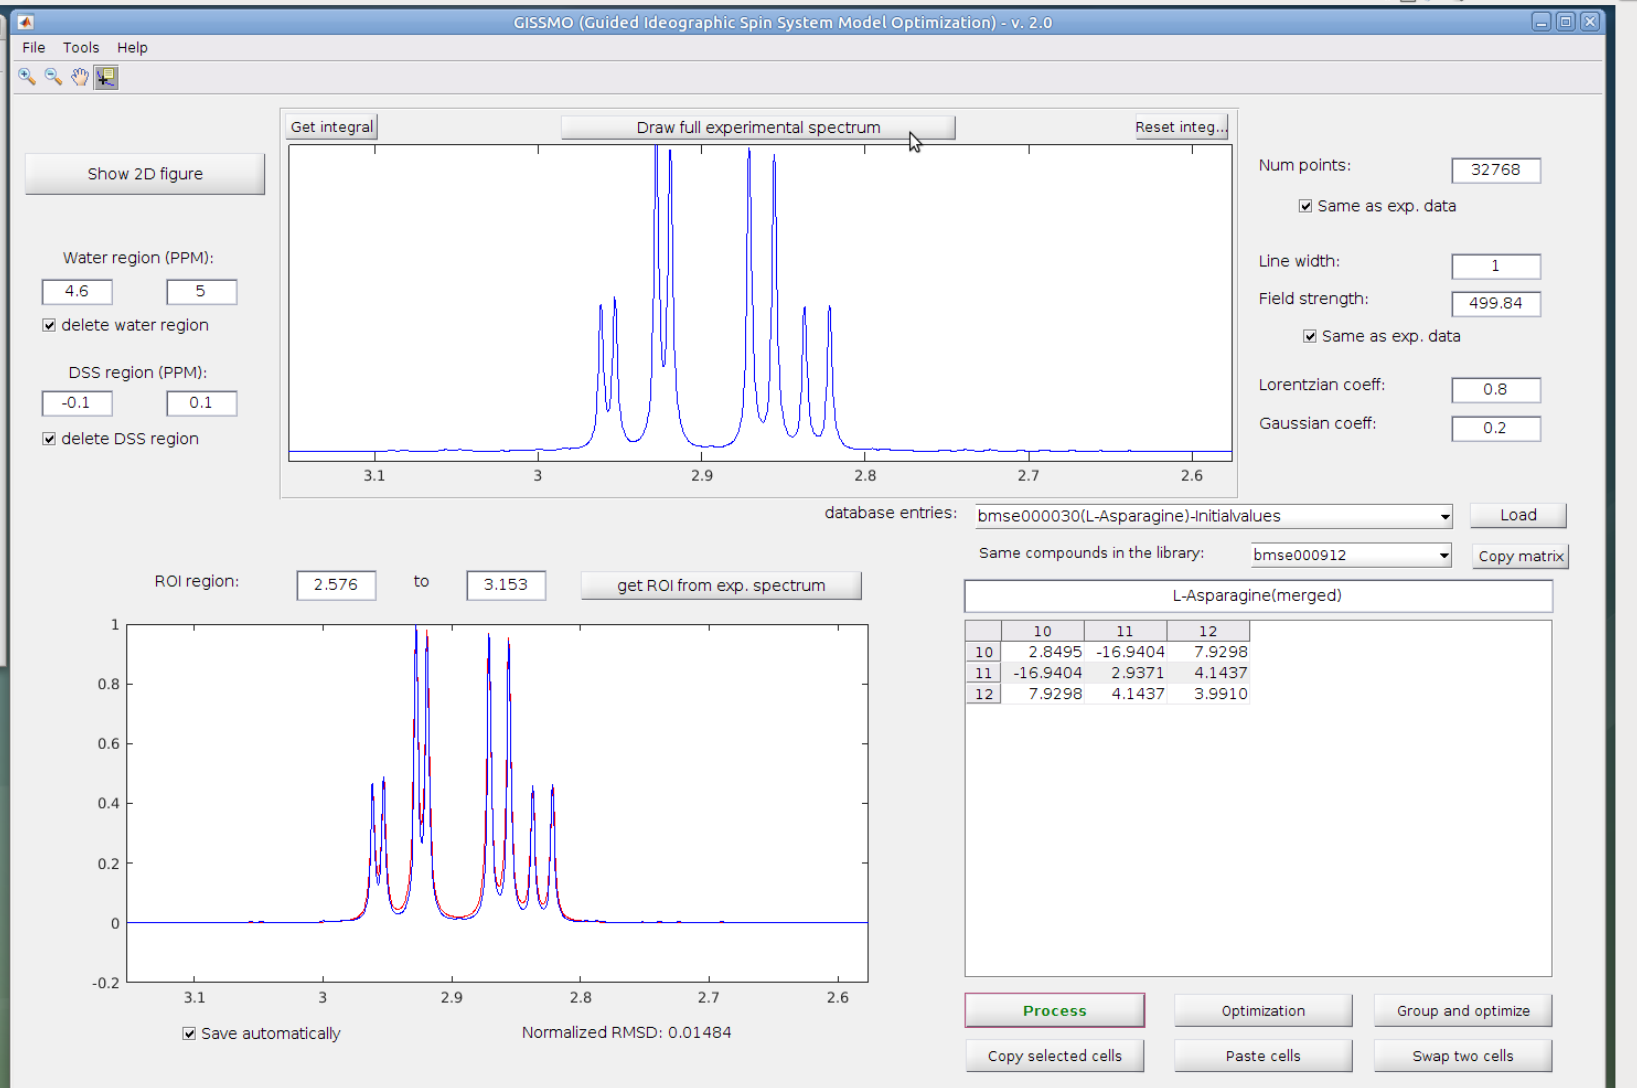 GISSMO (Guided Ideographic Spin System Model Optimization) - v. 2.0
File Tools Help
Get integral
Draw full experimental spectrum
Reset integ...
Show 2D figure
Water region (PPM):
4.6 5
delete water region
DSS region (PPM):
-0.1 0.1
delete DSS region
3.1 3 2.9 2.8 2.7 2.6
Num points: 32768
Same as exp. data
Line width: 1
Field strength: 499.84
Same as exp. data
Lorentzian coeff: 0.8
Gaussian coeff: 0.2
database entries: bmse000030(L-Asparagine)-Initialvalues Load
Same compounds in the library: bmse000912 Copy matrix
ROI region: 2.576 to 3.153 get ROI from exp. spectrum
L-Asparagine(merged)
10 11 12
10 2.8495 -16.9404 7.9298
11 -16.9404 2.9371 4.1437
12 7.9298 4.1437 3.9910
1
0.8
0.6
0.4
0.2
0
-0.2
3.1 3 2.9 2.8 2.7 2.6
Save automatically
Normalized RMSD: 0.01484
Process Optimization Group and optimize
Copy selected cells Paste cells Swap two cells